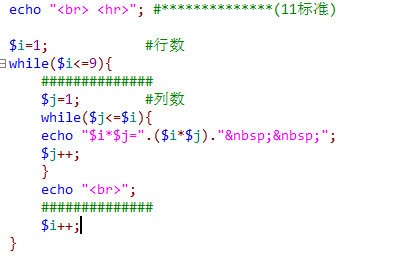 echo "<br> <hr>"; #**************(11标准)
$i=1; #行数
while($i<=9){
##############
$j=1; #列数
while($j<=$i){
echo "$i*$j=".($i*$j)."&nbsp;&nbsp;";
$j++;
}
echo "<br>";
##############
$i++;
}